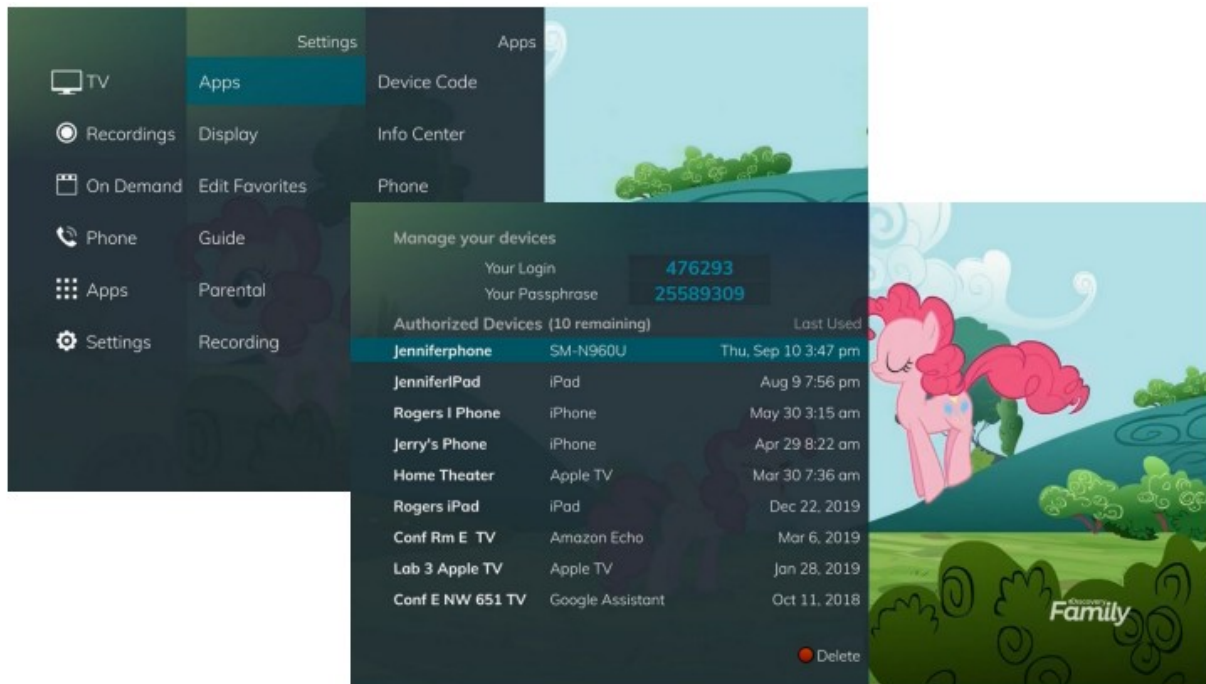 Settings
Apps
TV
Apps
Device Code
Recordings
Display
Info Center
On Demand
Edit Favorites
Phone
Phone
Guide
Apps
Parental
Settings
Recording
Manage your devices
Your Login 476293
Your Passphrase 25589309
Authorized Devices (10 remaining) Last Used
Jenniferphone SM-N960U Thu, Sep 10 3:47 pm
JenniferIPad iPad Aug 9 7:56 pm
Rogers I Phone iPhone May 30 3:15 am
Jerry's Phone iPhone Apr 29 8:22 am
Home Theater Apple TV Mar 30 7:36 am
Rogers iPad iPad Dec 22, 2019
Conf Rm E TV Amazon Echo Mar 6, 2019
Lab 3 Apple TV Apple TV Jan 28, 2019
Conf E NW 651 TV Google Assistant Oct 11, 2018
Delete
Discovery
Family